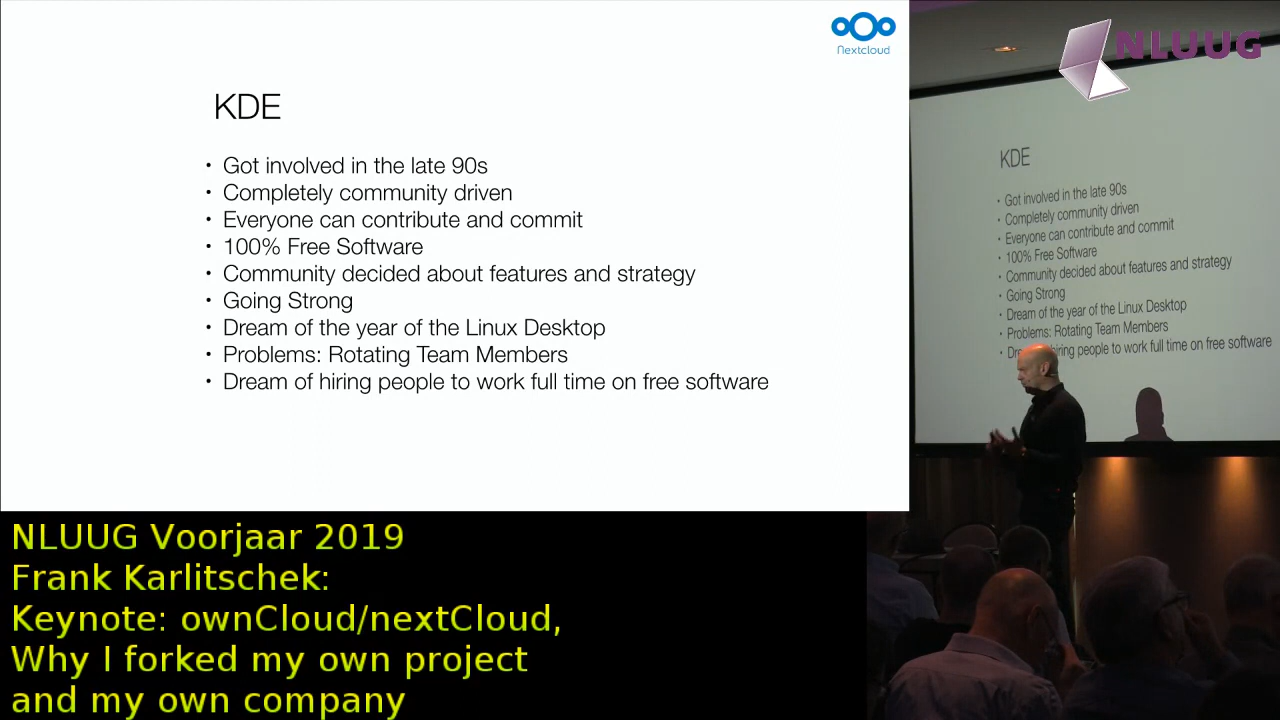 Nextcloud
KDE
• Got involved in the late 90s
• Completely community driven
• Everyone can contribute and commit
• 100% Free Software
• Community decided about features and strategy
• Going Strong
• Dream of the year of the Linux Desktop
• Problems: Rotating Team Members
• Dream of hiring people to work full time on free software
NLUUG
KDE
• Got involved in the late 90s
• Completely community driven
• Everyone can contribute and commit
• 100% Free Software
• Community decided about features and strategy
• Going Strong
• Dream of the year of the Linux Desktop
• Problems: Rotating Team Members
hiring people to work full time on free software
NLUUG Voorjaar 2019
Frank Karlitschek:
Keynote: ownCloud/nextCloud,
Why I forked my own project
and my own company